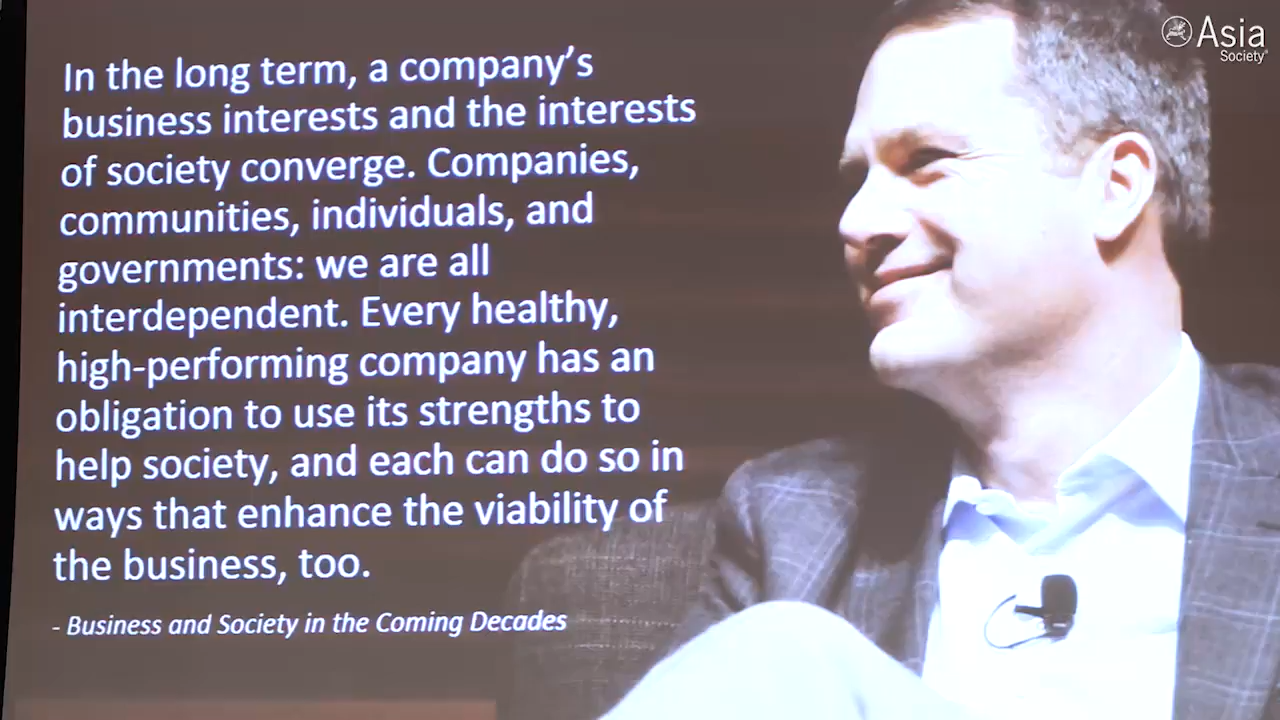 In the long term, a company's
business interests and the interests
of society converge. Companies,
communities, individuals, and
governments: we are all
interdependent. Every healthy,
high-performing company has an
obligation to use its strengths to
help society, and each can do so in
ways that enhance the viability of
the business, too.
- Business and Society in the Coming Decades
Asia
Society